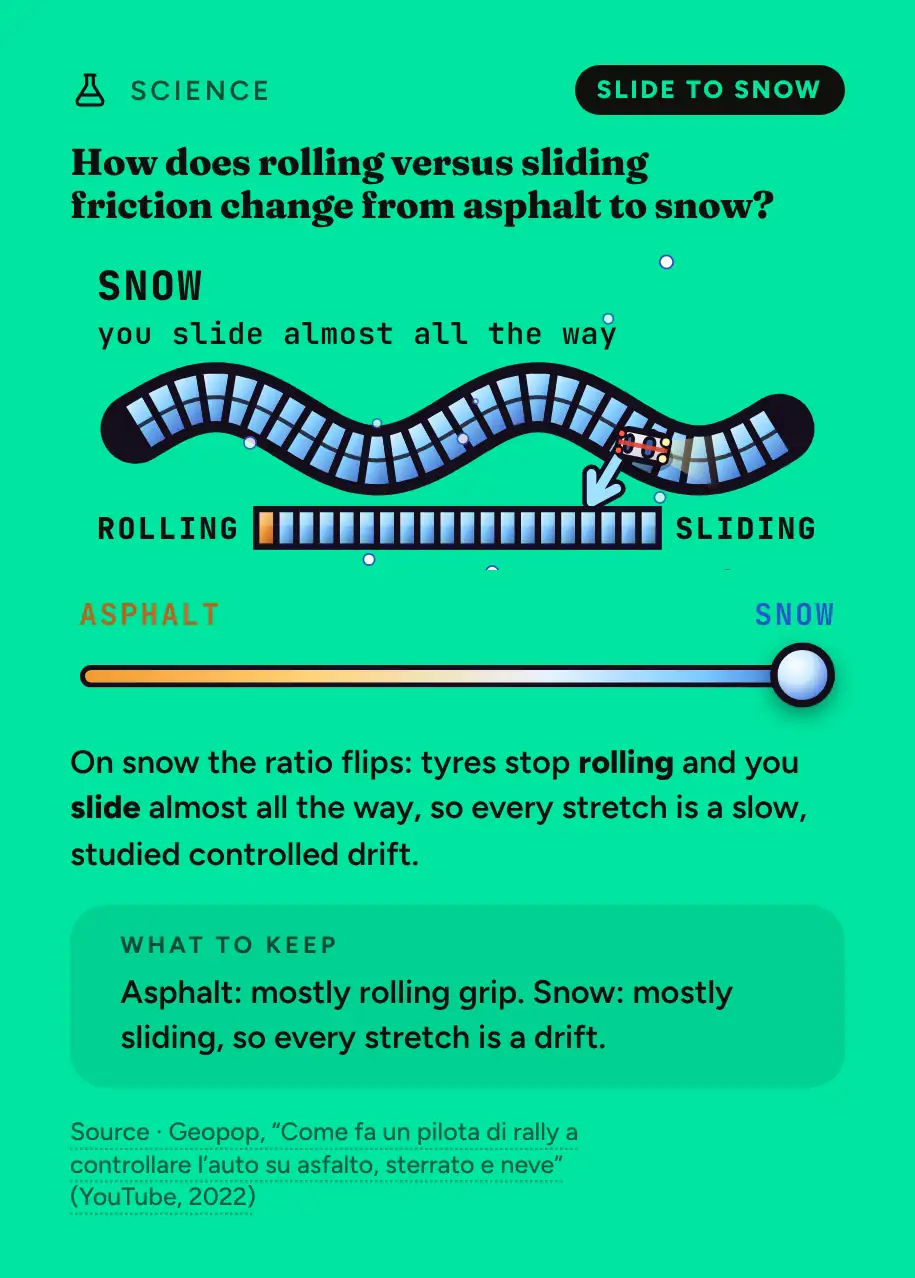 SCIENCE
SLIDE TO SNOW
How does rolling versus sliding
friction change from asphalt to snow?
SNOW
you slide almost all the way
ROLLING
SLIDING
ASPHALT
SNOW
On snow the ratio flips: tyres stop rolling and you
slide almost all the way, so every stretch is a slow,
studied controlled drift.
WHAT TO KEEP
Asphalt: mostly rolling grip. Snow: mostly
sliding, so every stretch is a drift.
Source · Geopop, “Come fa un pilota di rally a
controllare l’auto su asfalto, sterrato e neve”
(YouTube, 2022)